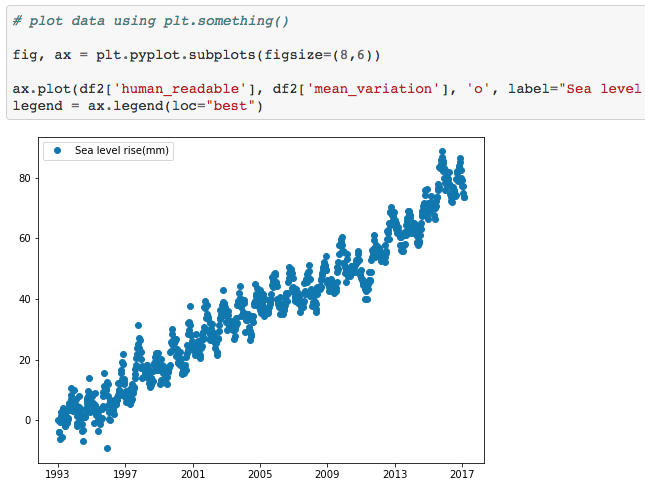 # plot data using plt.something()
fig, ax = plt.pyplot.subplots(figsize=(8,6))
ax.plot(df2['human_readable'], df2['mean_variation'], 'o', label="Sea level
legend = ax.legend(loc="best")
Sea level rise(mm)
80
60
40
20
0
1993 1997 2001 2005 2009 2013 2017